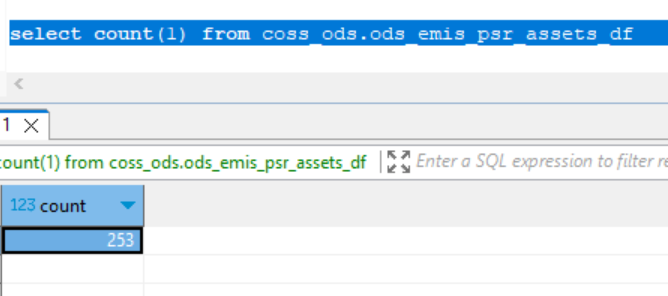 select count(1) from coss_ods.ods_emis_psr_assets_df
1
count(1) from coss_ods.ods_emis_psr_assets_df Enter a SQL expression to filter re
123 count
253